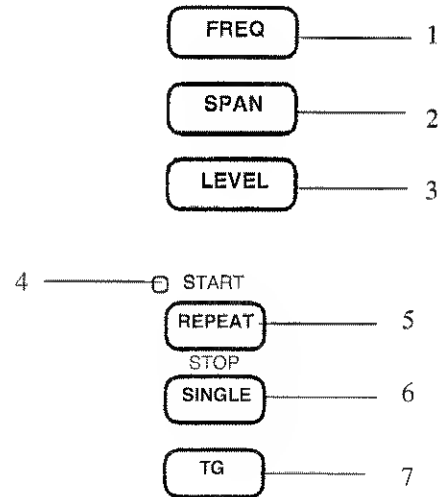 FREQ 1
SPAN 2
LEVEL 3
4 START
REPEAT 5
STOP
SINGLE 6
TG 7